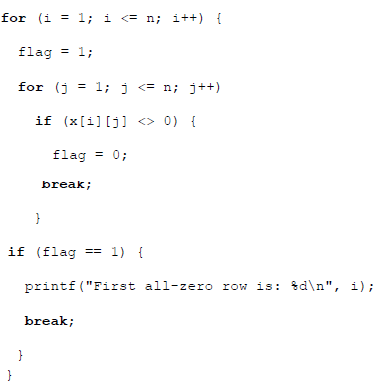 for (i = 1; i <= n; i++) {
flag = 1;
for (j = 1; j <= n; j++)
if (x[i][j] <> 0) {
flag = 0;
break;
}
if (flag == 1) {
printf("First all-zero row is: %d\n", i);
break;
}
}